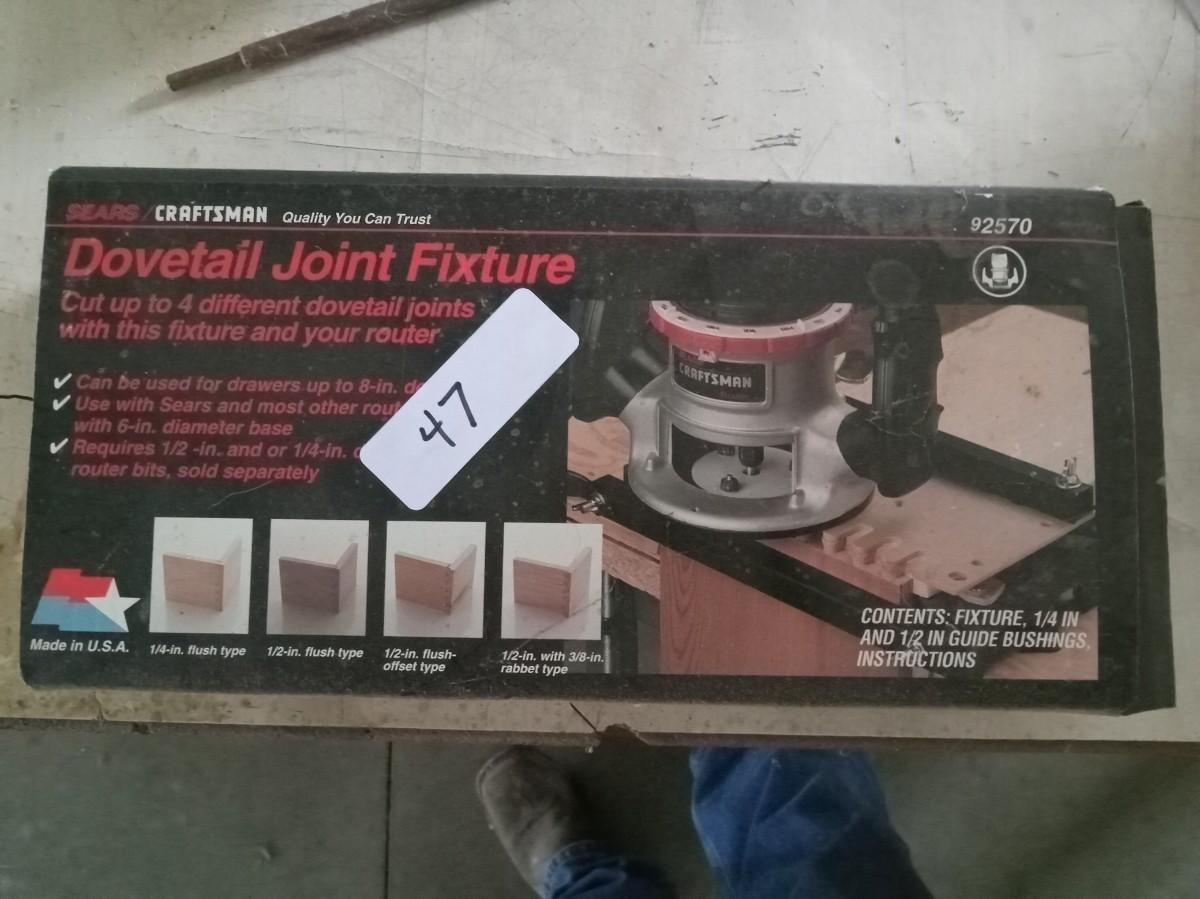 SEARS / CRAFTSMAN Quality You Can Trust
92570
Dovetail Joint Fixture
Cut up to 4 different dovetail joints
with this fixture and your router
✓ Can be used for drawers up to 8-in.
✓ Use with Sears and most other
with 6-in. diameter base
✓ Requires 1/2 -in. and or 1/4-in.
router bits, sold separately
47
CRAFTSMAN
Made in U.S.A.
1/4-in. flush type
1/2-in. flush type
1/2-in. flush-
offset type
1/2-in. with 3/8-in.
rabbet type
CONTENTS: FIXTURE, 1/4 IN
AND 1/2 IN GUIDE BUSHINGS,
INSTRUCTIONS